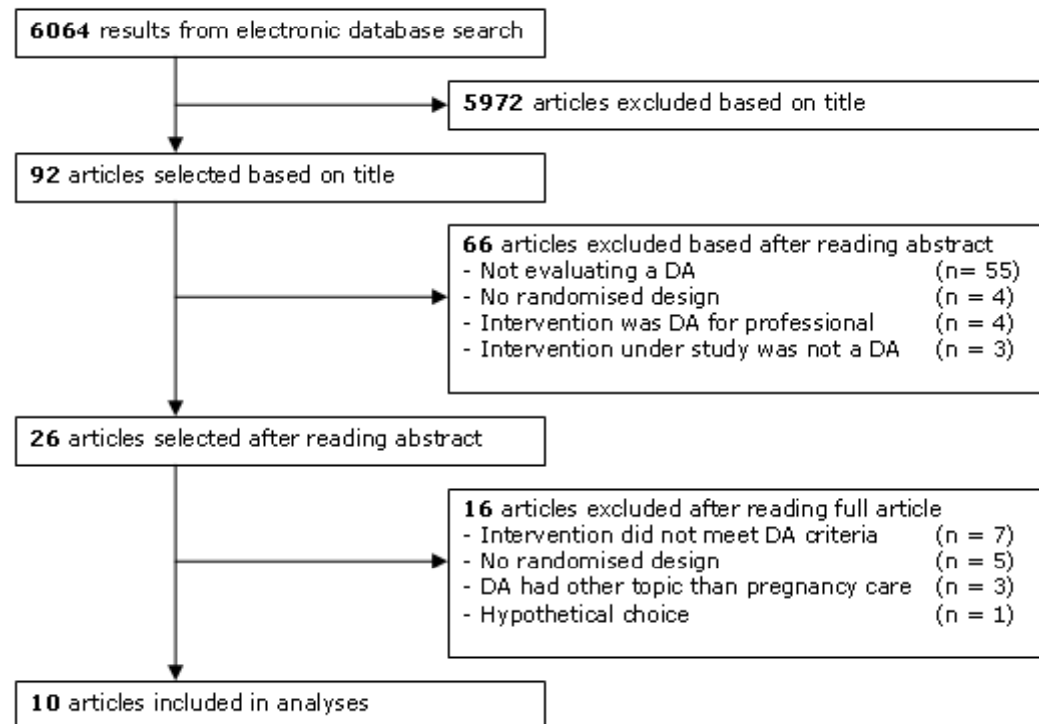 6064 results from electronic database search
5972 articles excluded based on title
92 articles selected based on title
66 articles excluded based after reading abstract
- Not evaluating a DA (n= 55)
- No randomised design (n = 4)
- Intervention was DA for professional (n = 4)
- Intervention under study was not a DA (n = 3)
26 articles selected after reading abstract
16 articles excluded after reading full article
- Intervention did not meet DA criteria (n = 7)
- No randomised design (n = 5)
- DA had other topic than pregnancy care (n = 3)
- Hypothetical choice (n = 1)
10 articles included in analyses